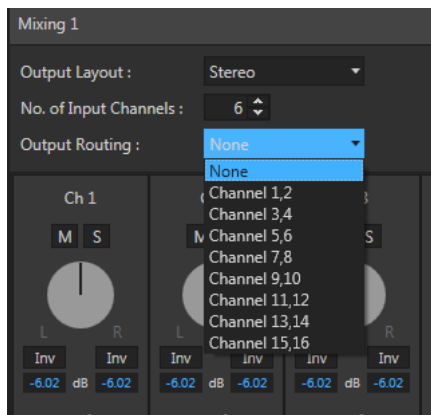 Mixing 1
Output Layout : Stereo
No. of Input Channels : 6
Output Routing : None
None
Channel 1,2
Channel 3,4
Channel 5,6
Channel 7,8
Channel 9,10
Channel 11,12
Channel 13,14
Channel 15,16
Ch 1
M S M S
L R L R
Inv Inv Inv Inv Inv Inv
-6.02 dB -6.02 -6.02 dB -6.02 -6.02 dB -6.02